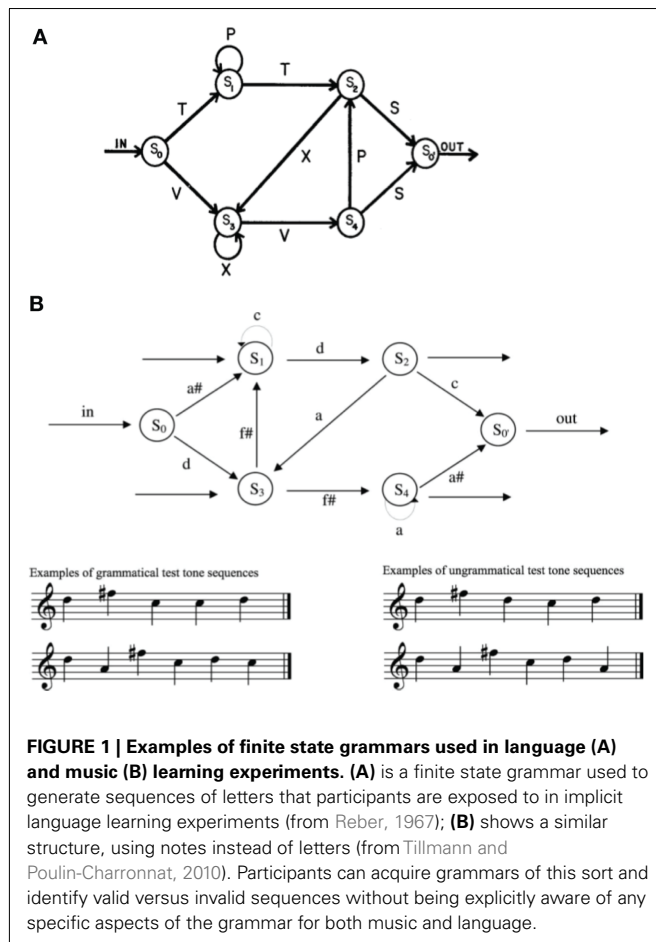 A
P
T
S1
S2
T
S
IN
S0
X
P
S0'
OUT
V
S
S3
V
S4
X
B
c
S1
d
S2
a#
c
in
S0
f#
a
S0'
out
d
a#
S3
f#
S4
a
Examples of grammatical test tone sequences
Examples of ungrammatical test tone sequences
FIGURE 1 | Examples of finite state grammars used in language (A)
and music (B) learning experiments. (A) is a finite state grammar used to
generate sequences of letters that participants are exposed to in implicit
language learning experiments (from Reber, 1967); (B) shows a similar
structure, using notes instead of letters (from Tillmann and
Poulin-Charronnat, 2010). Participants can acquire grammars of this sort and
identify valid versus invalid sequences without being explicitly aware of any
specific aspects of the grammar for both music and language.